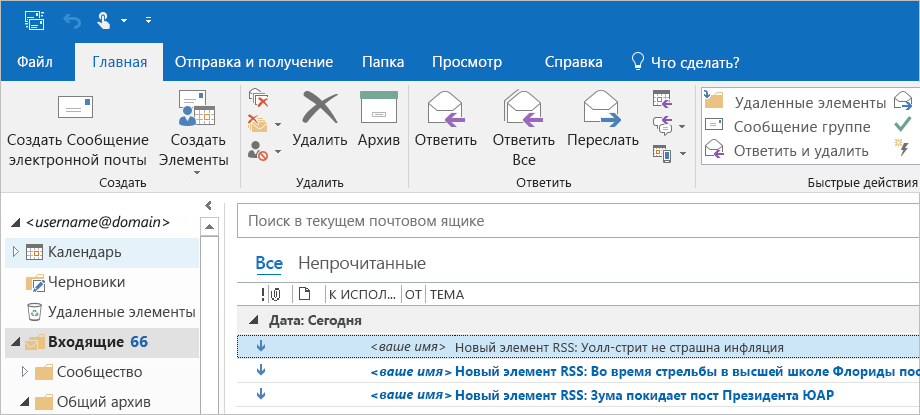 Файл Главная Отправка и получение Папка Просмотр Справка Что сделать?
Создать Сообщение
электронной почты
Создать
Элементы
Удалить
Архив
Ответить
Ответить
Все
Переслать
Удаленные элементы
Сообщение группе
Ответить и удалить
Создать
Удалить
Ответить
Быстрые действия
<username@domain>
Календарь
Черновики
Удаленные элементы
Входящие 66
Сообщество
Общий архив
Поиск в текущем почтовом ящике
Все Непрочитанные
! К ИСПОЛ... ОТ ТЕМА
Дата: Сегодня
<ваше имя> Новый элемент RSS: Уолл-стрит не страшна инфляция
<ваше имя> Новый элемент RSS: Во время стрельбы в высшей школе Флориды пос
<ваше имя> Новый элемент RSS: Зума покидает пост Президента ЮАР